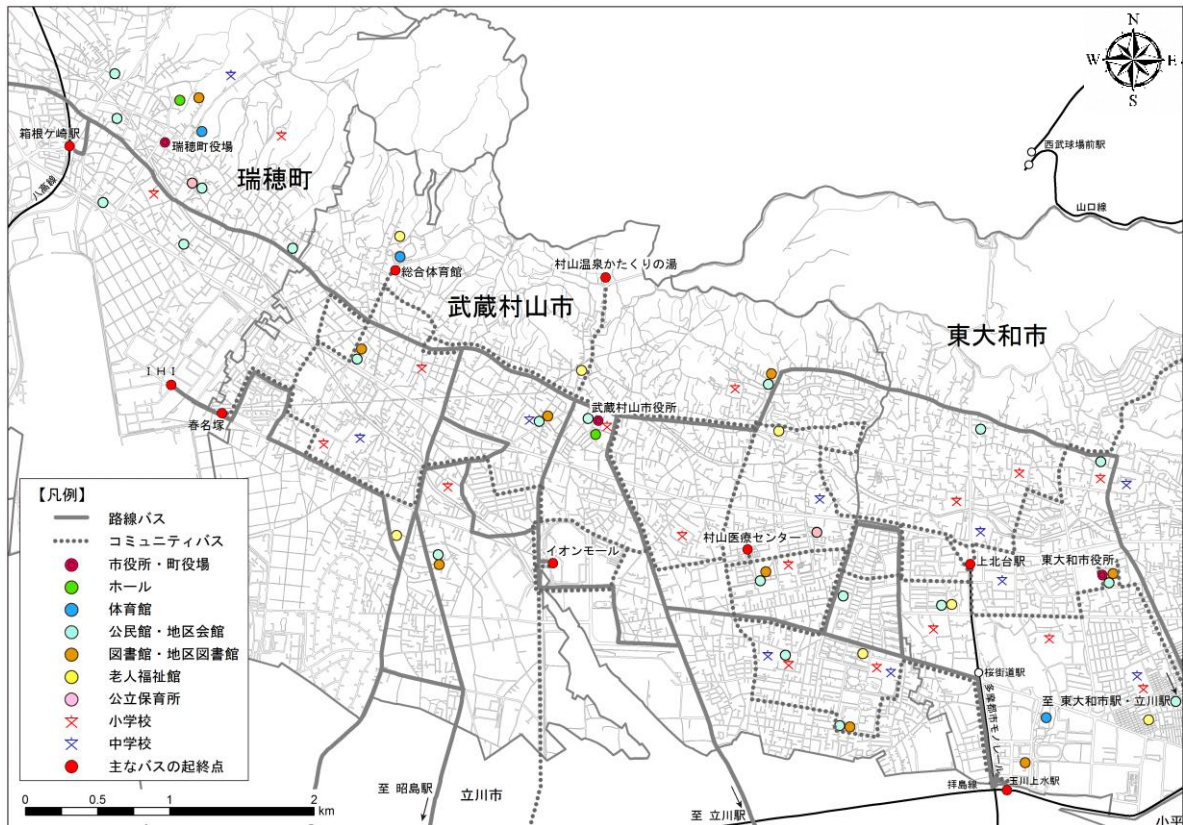 N
W
E
S
西武球場前駅
山口線
箱根ケ崎駅
八高線
瑞穂町役場
瑞穂町
総合体育館
村山温泉かたくりの湯
武蔵村山市
東大和市
IHI
春名塚
武蔵村山市役所
イオンモール
村山医療センター
上北台駅
東大和市役所
桜街道駅
多摩都市モノレール
至 東大和市駅・立川駅
拝島線
玉川上水駅
小平
至 昭島駅
立川市
至 立川駅
【凡例】
路線バス
コミュニティバス
市役所・町役場
ホール
体育館
公民館・地区会館
図書館・地区図書館
老人福祉館
公立保育所
小学校
中学校
主なバスの起終点
0 0.5 1 2
km